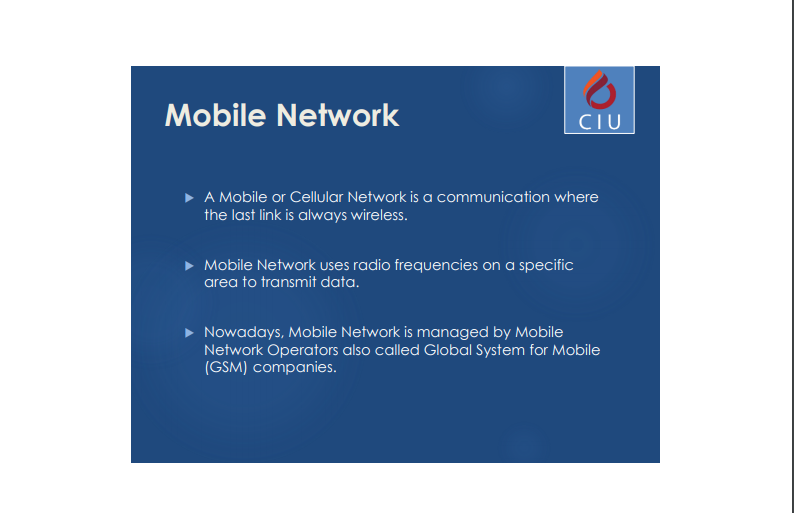 Mobile Network
CIU
A Mobile or Cellular Network is a communication where
the last link is always wireless.
Mobile Network uses radio frequencies on a specific
area to transmit data.
Nowadays, Mobile Network is managed by Mobile
Network Operators also called Global System for Mobile
(GSM) companies.